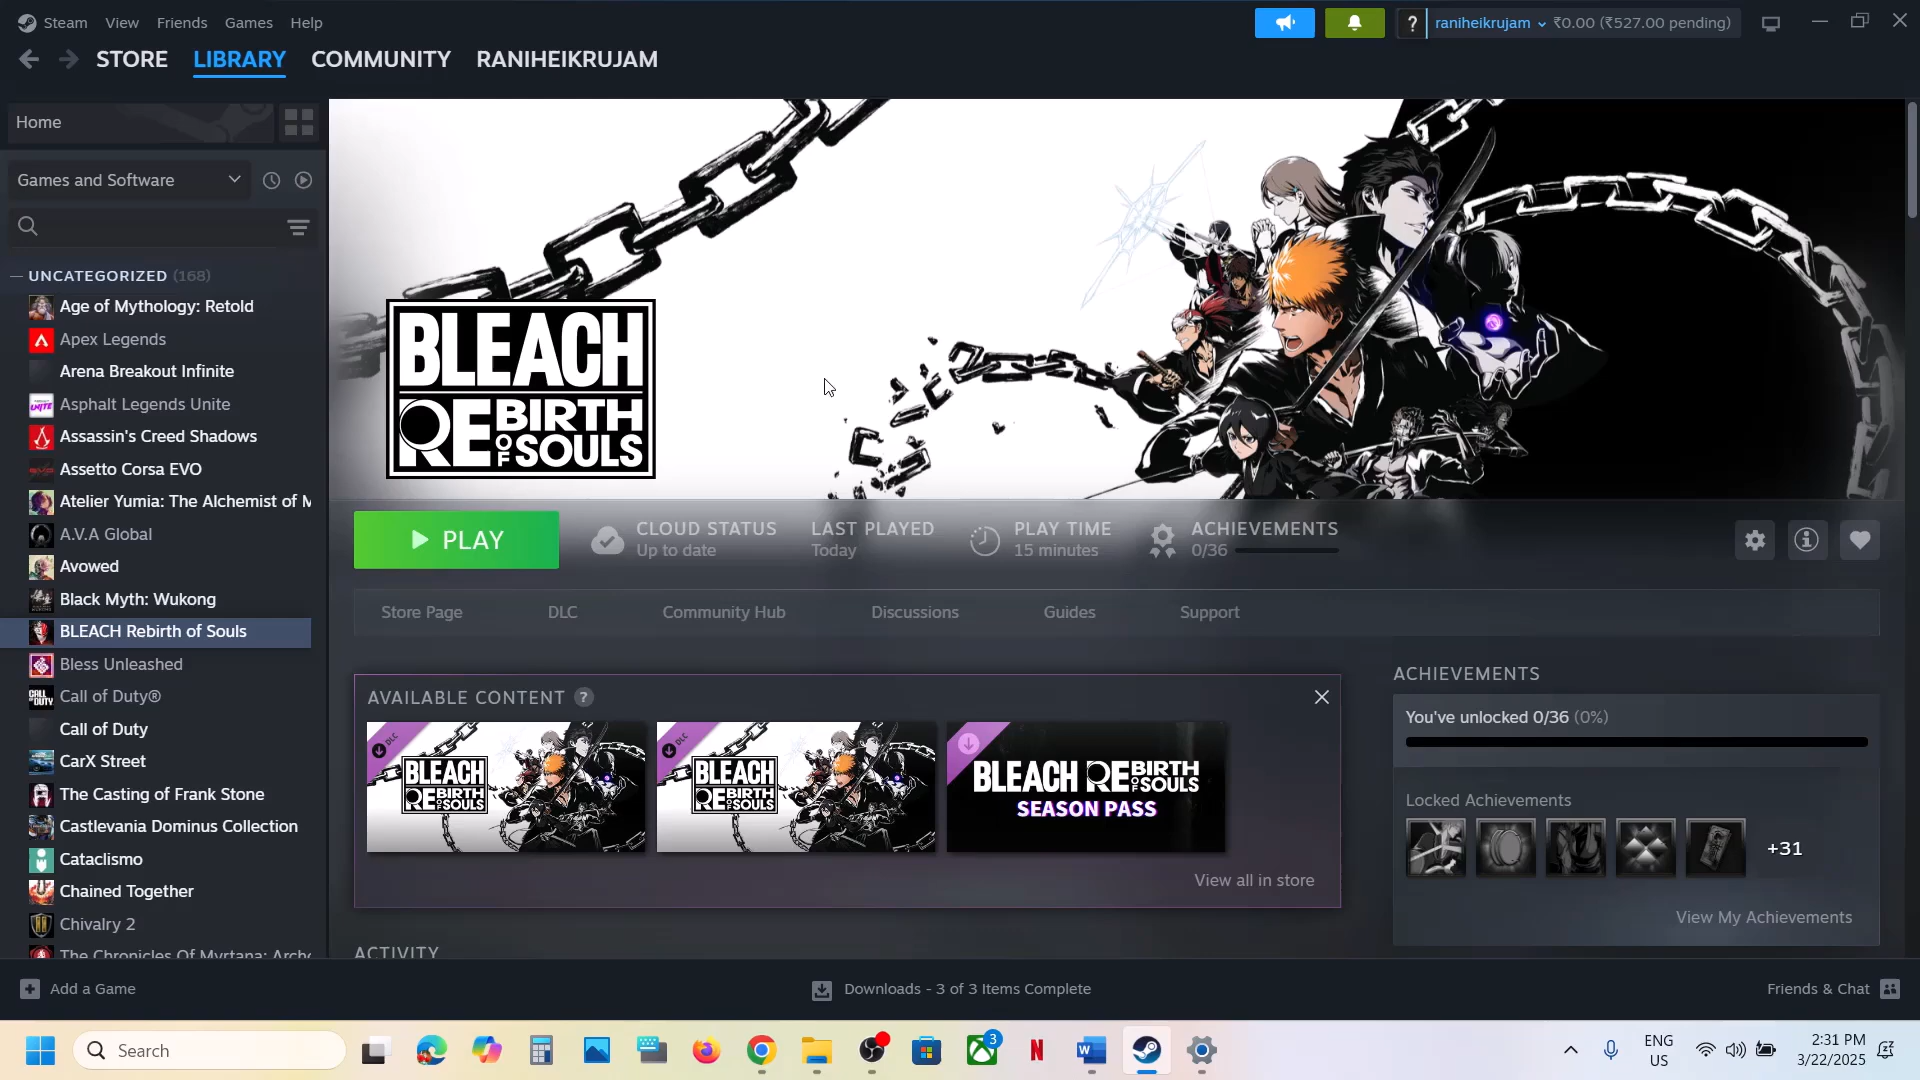 Steam View Friends Games Help
? raniheikrujam ₹0.00 (₹527.00 pending)
STORE LIBRARY COMMUNITY RANIHEIKRUJAM
Home
Games and Software
UNCATEGORIZED (168)
Age of Mythology: Retold
Apex Legends
Arena Breakout Infinite
Asphalt Legends Unite
Assassin's Creed Shadows
Assetto Corsa EVO
Atelier Yumia: The Alchemist of M
A.V.A Global
Avowed
Black Myth: Wukong
BLEACH Rebirth of Souls
Bless Unleashed
Call of Duty®
Call of Duty
CarX Street
The Casting of Frank Stone
Castlevania Dominus Collection
Cataclismo
Chained Together
Chivalry 2
The Chronicles Of Myrtana: Archo
Add a Game
BLEACH
REBIRTH
OF SOULS
PLAY
CLOUD STATUS
Up to date
LAST PLAYED
Today
PLAY TIME
15 minutes
ACHIEVEMENTS
0/36
Store Page DLC Community Hub Discussions Guides Support
AVAILABLE CONTENT ?
DLC
BLEACH
REBIRTH
OF SOULS
DLC
BLEACH
REBIRTH
OF SOULS
BLEACH REBIRTH
OF SOULS
SEASON PASS
View all in store
ACTIVITY
ACHIEVEMENTS
You've unlocked 0/36 (0%)
Locked Achievements
+31
View My Achievements
Downloads - 3 of 3 Items Complete
Friends & Chat
Search
3
ENG
US
2:31 PM
3/22/2025